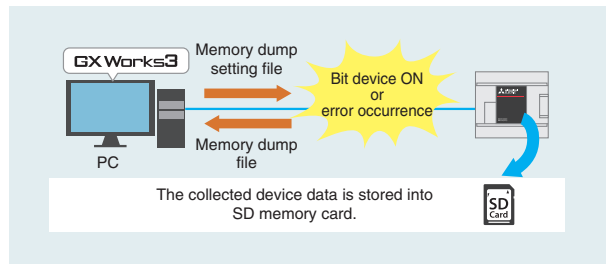 GX Works3
Memory dump
setting file
Bit device ON
or
error occurrence
Memory dump
file
PC
The collected device data is stored into
SD memory card.
SD
Card